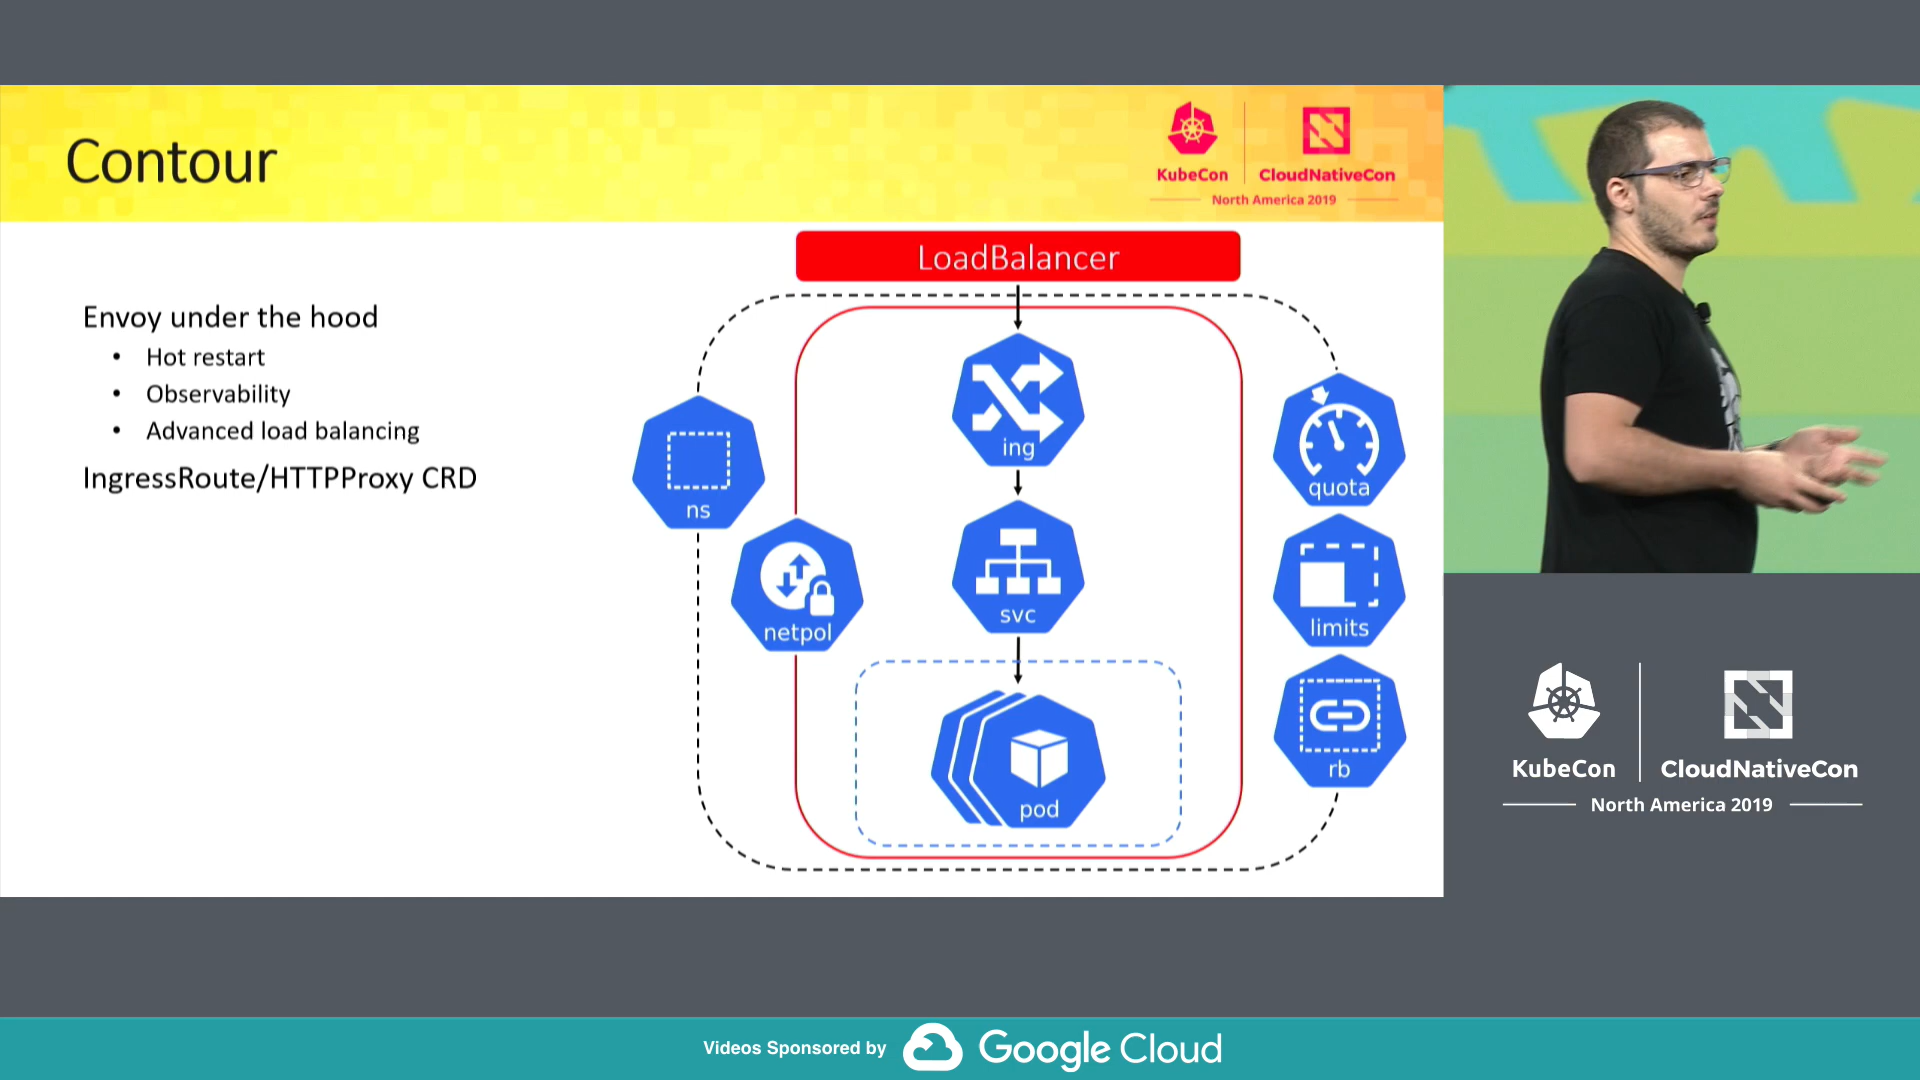 Contour
KubeCon
CloudNativeCon
North America 2019
Envoy under the hood
• Hot restart
• Observability
• Advanced load balancing
IngressRoute/HTTPProxy CRD
LoadBalancer
ing
ns
quota
netpol
svc
limits
pod
rb
KubeCon
CloudNativeCon
North America 2019
Videos Sponsored by
Google Cloud